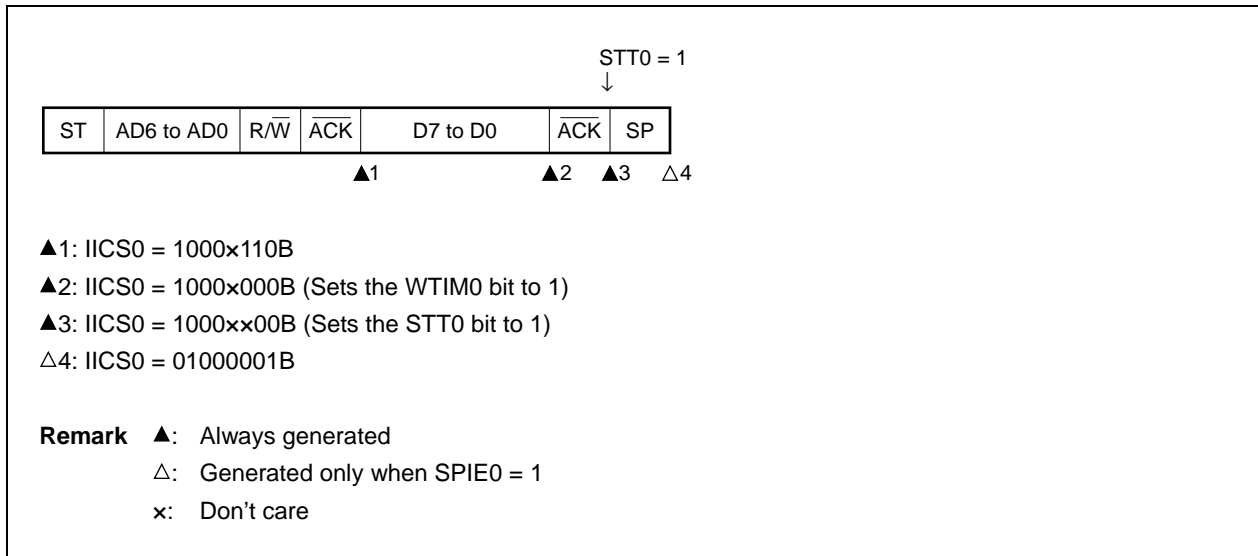 STT0 = 1
↓
ST AD6 to AD0 R/W̅ A̅C̅K̅ D7 to D0 A̅C̅K̅ SP
▲1 ▲2 ▲3 △4
▲1: IICS0 = 1000×110B
▲2: IICS0 = 1000×000B (Sets the WTIM0 bit to 1)
▲3: IICS0 = 1000××00B (Sets the STT0 bit to 1)
△4: IICS0 = 01000001B
Remark ▲: Always generated
△: Generated only when SPIE0 = 1
×: Don't care